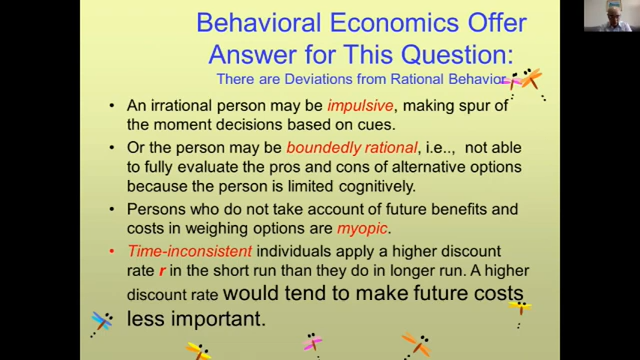 Behavioral Economics Offer
Answer for This Question:
There are Deviations from Rational Behavior
• An irrational person may be impulsive, making spur of
the moment decisions based on cues.
• Or the person may be boundedly rational, i.e.., not able
to fully evaluate the pros and cons of alternative options
because the person is limited cognitively.
• Persons who do not take account of future benefits and
costs in weighing options are myopic.
• Time-inconsistent individuals apply a higher discount
rate r in the short run than they do in longer run. A higher
discount rate would tend to make future costs
less important.